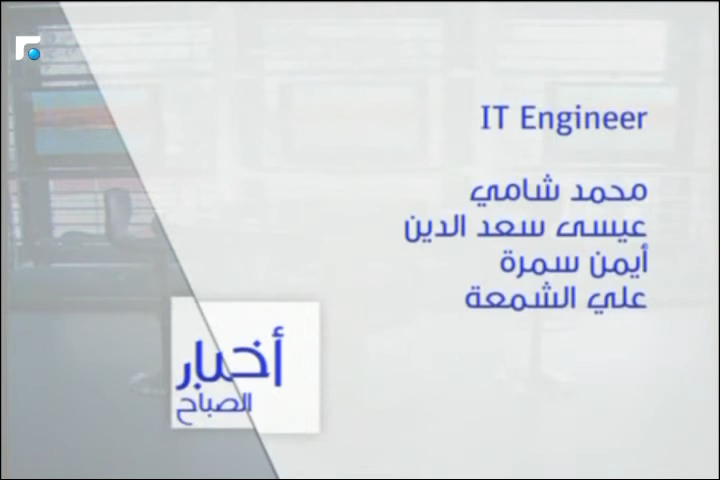 IT Engineer
محمد شامي
عيسى سعد الدين
أيمن سمرة
علي الشمعة
أخبار
الصباح